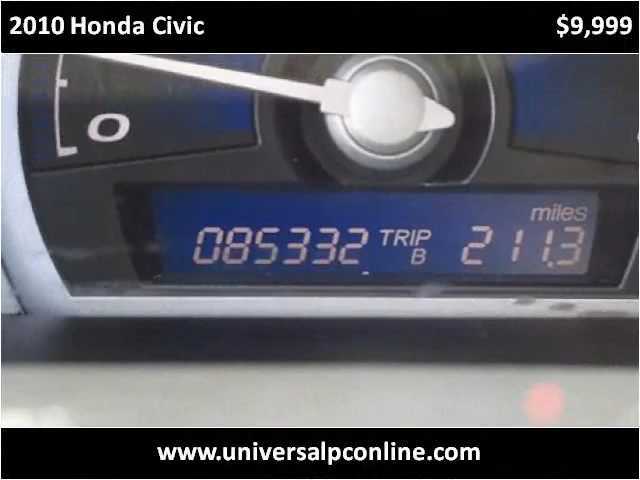 2010 Honda Civic $9,999
0
miles
085332 TRIP B 211.3
www.universalpconline.com